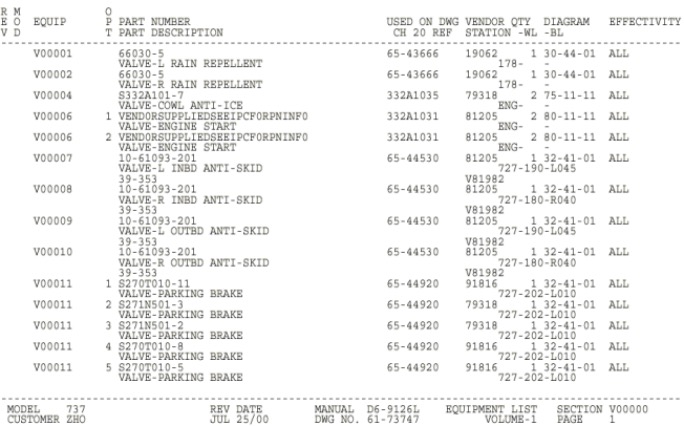 R M O
E O EQUIP P PART NUMBER USED ON DWG VENDOR QTY DIAGRAM EFFECTIVITY
V D T PART DESCRIPTION CH 20 REF STATION -WL -BL
V00001 66030-5 65-43666 19062 1 30-44-01 ALL
VALVE-L RAIN REPELLENT 178- -
V00002 66030-5 65-43666 19062 1 30-44-01 ALL
VALVE-R RAIN REPELLENT 178- -
V00004 S332A101-7 332A1035 79318 2 75-11-11 ALL
VALVE-COWL ANTI-ICE ENG- -
V00006 1 VENDORSUPPLIEDSEEIPCFORPNINF0 332A1031 81205 2 80-11-11 ALL
VALVE-ENGINE START ENG- -
V00006 2 VENDORSUPPLIEDSEEIPCFORPNINF0 332A1031 81205 2 80-11-11 ALL
VALVE-ENGINE START ENG- -
V00007 10-61093-201 65-44530 81205 1 32-41-01 ALL
VALVE-L INBD ANTI-SKID 727-190-L045
39-353 V81982
V00008 10-61093-201 65-44530 81205 1 32-41-01 ALL
VALVE-R INBD ANTI-SKID 727-180-R040
39-353 V81982
V00009 10-61093-201 65-44530 81205 1 32-41-01 ALL
VALVE-L OUTBD ANTI-SKID 727-190-L045
39-353 V81982
V00010 10-61093-201 65-44530 81205 1 32-41-01 ALL
VALVE-R OUTBD ANTI-SKID 727-180-R040
39-353 V81982
V00011 1 S270T010-11 65-44920 91816 1 32-41-01 ALL
VALVE-PARKING BRAKE 727-202-L010
V00011 2 S271N501-3 65-44920 79318 1 32-41-01 ALL
VALVE-PARKING BRAKE 727-202-L010
V00011 3 S271N501-2 65-44920 79318 1 32-41-01 ALL
VALVE-PARKING BRAKE 727-202-L010
V00011 4 S270T010-8 65-44920 91816 1 32-41-01 ALL
VALVE-PARKING BRAKE 727-202-L010
V00011 5 S270T010-5 65-44920 91816 1 32-41-01 ALL
VALVE-PARKING BRAKE 727-202-L010
MODEL 737 REV DATE MANUAL D6-9126L EQUIPMENT LIST SECTION V00000
CUSTOMER ZHO JUL 25/00 DWG NO. 61-73747 VOLUME-1 PAGE 1